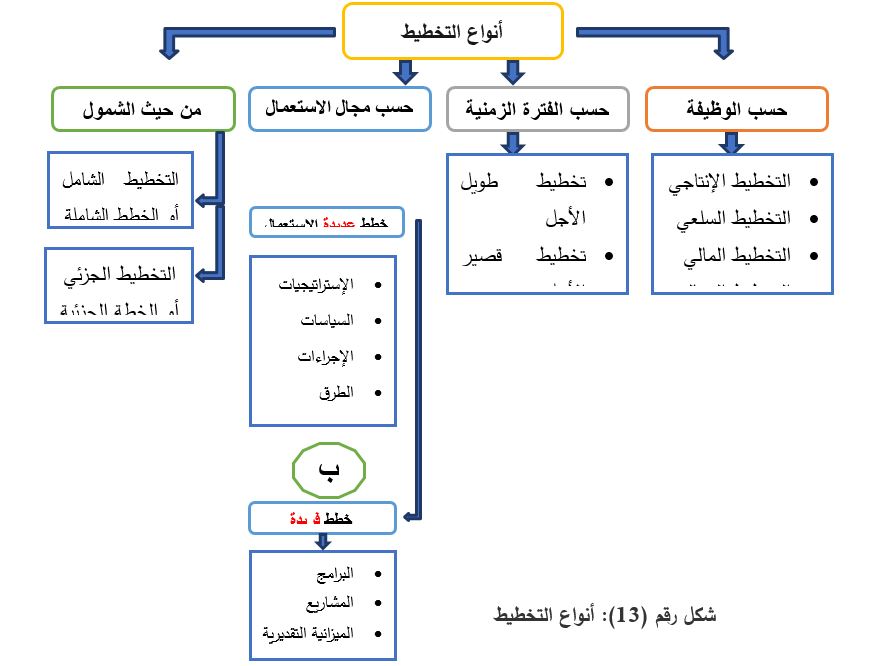 أنواع التخطيط
حسب الوظيفة
حسب الفترة الزمنية
حسب مجال الاستعمال
من حيث الشمول
التخطيط الإنتاجي
التخطيط السلعي
التخطيط المالي
تخطيط طويل
الأجل
تخطيط قصير
خطط عديدة الاستعمال
الإستراتيجيات
السياسات
الإجراءات
الطرق
ب
خطط فريدة
البرامج
المشاريع
الميزانية التقديرية
التخطيط الشامل
أو الخطط الشاملة
التخطيط الجزئي
أو الخطة الجزئية
شكل رقم (13): أنواع التخطيط